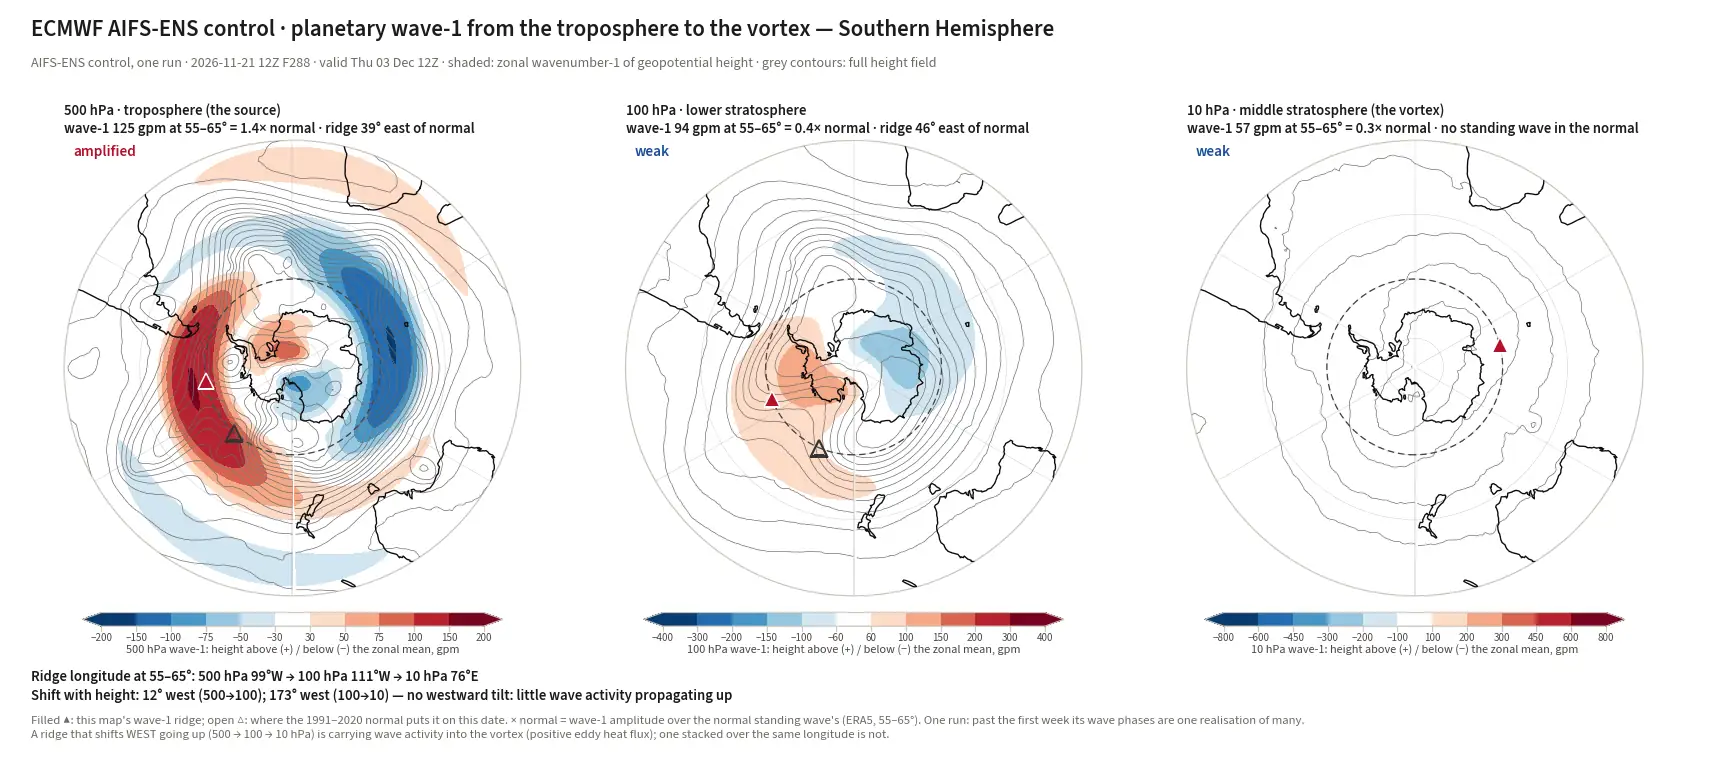 ECMWF AIFS-ENS control · planetary wave-1 from the troposphere to the vortex — Southern Hemisphere
AIFS-ENS control, one run · 2026-11-21 12Z F288 · valid Thu 03 Dec 12Z · shaded: zonal wavenumber-1 of geopotential height · grey contours: full height field
500 hPa · troposphere (the source)
wave-1 125 gpm at 55–65° = 1.4× normal · ridge 39° east of normal
amplified
100 hPa · lower stratosphere
wave-1 94 gpm at 55–65° = 0.4× normal · ridge 46° east of normal
weak
10 hPa · middle stratosphere (the vortex)
wave-1 57 gpm at 55–65° = 0.3× normal · no standing wave in the normal
weak
−200 −150 −100 −75 −50 −30 30 50 75 100 150 200
500 hPa wave-1: height above (+) / below (−) the zonal mean, gpm
−400 −300 −200 −150 −100 −60 60 100 150 200 300 400
100 hPa wave-1: height above (+) / below (−) the zonal mean, gpm
−800 −600 −450 −300 −200 −100 100 200 300 450 600 800
10 hPa wave-1: height above (+) / below (−) the zonal mean, gpm
Ridge longitude at 55–65°: 500 hPa 99°W → 100 hPa 111°W → 10 hPa 76°E
Shift with height: 12° west (500→100); 173° west (100→10) — no westward tilt: little wave activity propagating up
Filled ▲: this map's wave-1 ridge; open △: where the 1991–2020 normal puts it on this date. × normal = wave-1 amplitude over the normal standing wave's (ERA5, 55–65°). One run: past the first week its wave phases are one realisation of many.
A ridge that shifts WEST going up (500 → 100 → 10 hPa) is carrying wave activity into the vortex (positive eddy heat flux); one stacked over the same longitude is not.